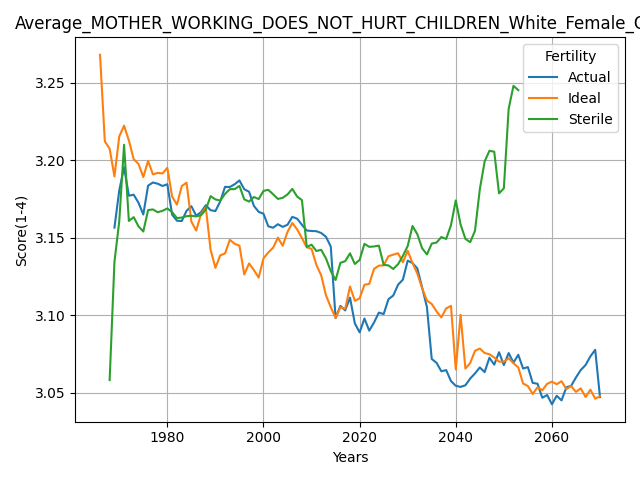 Average_MOTHER_WORKING_DOES_NOT_HURT_CHILDREN_White_Female_
Fertility
Actual
Ideal
Sterile
Score(1-4)
3.25
3.20
3.15
3.10
3.05
1980 2000 2020 2040 2060
Years